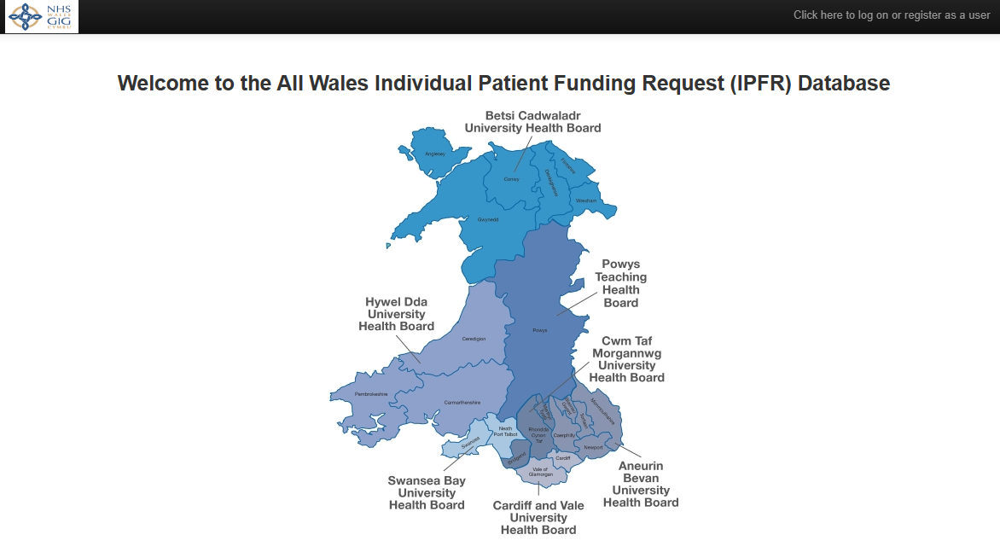 NHS
WALES
GIG
CYMRU
Click here to log on or register as a user
Welcome to the All Wales Individual Patient Funding Request (IPFR) Database
Betsi Cadwaladr
University Health Board
Anglesey
Conwy
Denbighshire
Flintshire
Wrexham
Gwynedd
Powys
Teaching
Health
Board
Hywel Dda
University
Health Board
Powys
Ceredigion
Cwm Taf
Morgannwg
University
Health Board
Pembrokeshire
Carmarthenshire
Swansea
Neath
Port Talbot
Bridgend
Rhondda
Cynon
Taf
Merthyr
Tydfil
Caerphilly
Blaenau
Gwent
Torfaen
Monmouthshire
Newport
Cardiff
Vale of
Glamorgan
Swansea Bay
University
Health Board
Cardiff and Vale
University
Health Board
Aneurin
Bevan
University
Health Board